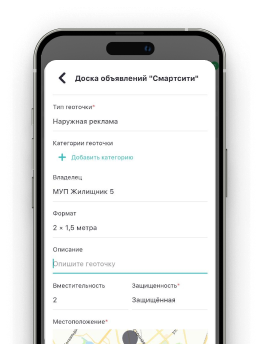 Доска объявлений "Смартсити"
Тип геоточки*
Наружная реклама
Категории геоточки
+ Добавить категорию
Владелец
МУП Жилищник 5
Формат
2 × 1,5 метра
Описание
Опишите геоточку
Вместительность Защищенность*
2 Защищённая
Местоположение*